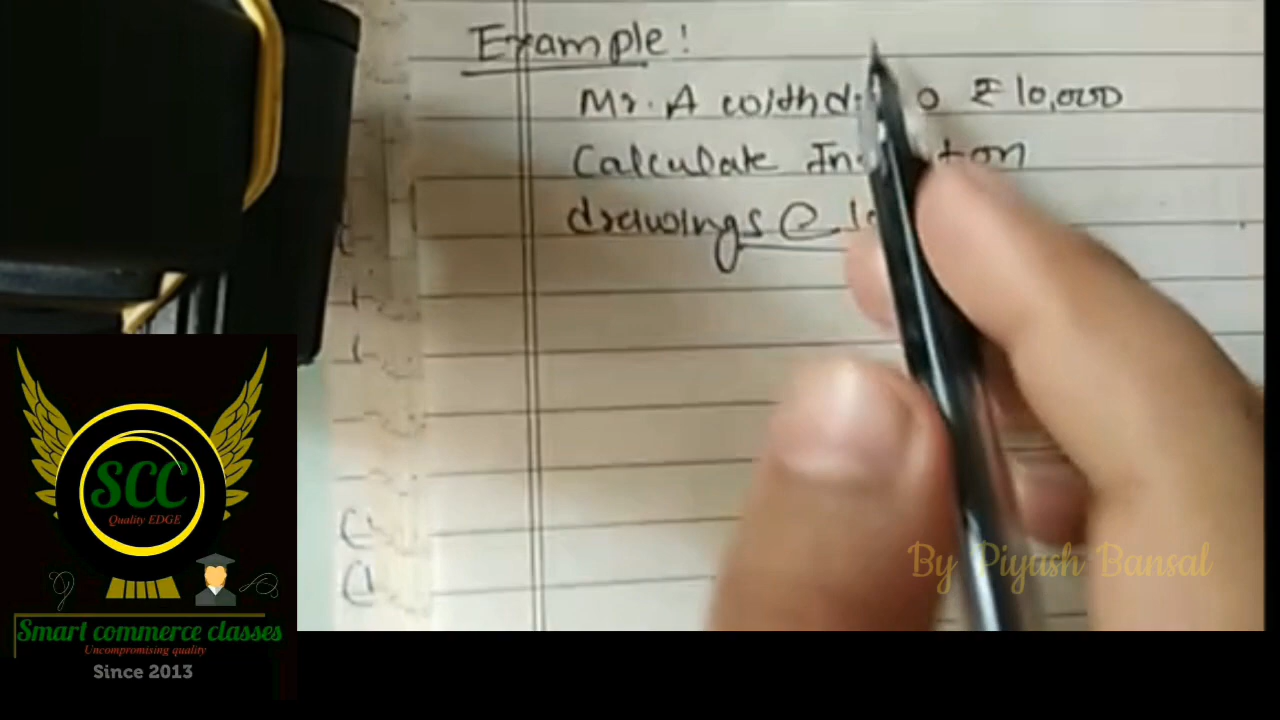 Example:
Mr. A ₹ 10,000
Calculate on
drawings @
SCC
Quality EDGE
Smart commerce classes
Uncompromising quality
Since 2013
By Piyush Bansal